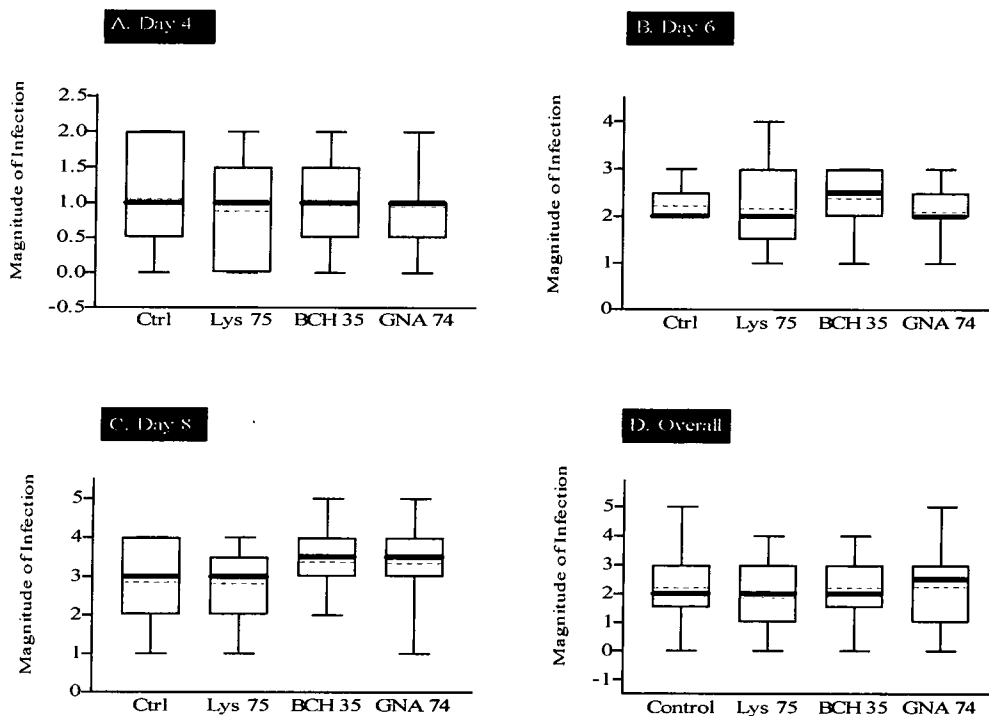 A. Day 4
Magnitude of Infection
2.5
2.0
1.5
1.0
0.5
0.0
-0.5
Ctrl Lys 75 BCH 35 GNA 74
B. Day 6
Magnitude of Infection
4
3
2
1
0
Ctrl Lys 75 BCH 35 GNA 74
C. Day 8
Magnitude of Infection
5
4
3
2
1
0
Ctrl Lys 75 BCH 35 GNA 74
D. Overall
Magnitude of Infection
5
4
3
2
1
0
-1
Control Lys 75 BCH 35 GNA 74